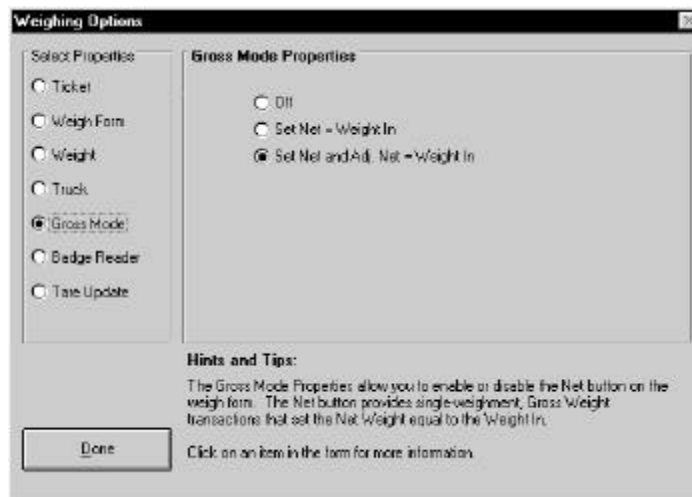 Weighing Options
Select Properties
Ticket
Weigh Form
Weight
Truck
Gross Mode
Badge Reader
Tare Update
Done
Gross Mode Properties
Off
Set Net = Weight In
Set Net and Adj. Net = Weight In
Hints and Tips:
The Gross Mode Properties allow you to enable or disable the Net button on the
weigh form. The Net button provides single-weighment, Gross Weight
transactions that set the Net Weight equal to the Weight In.
Click on an item in the form for more information.